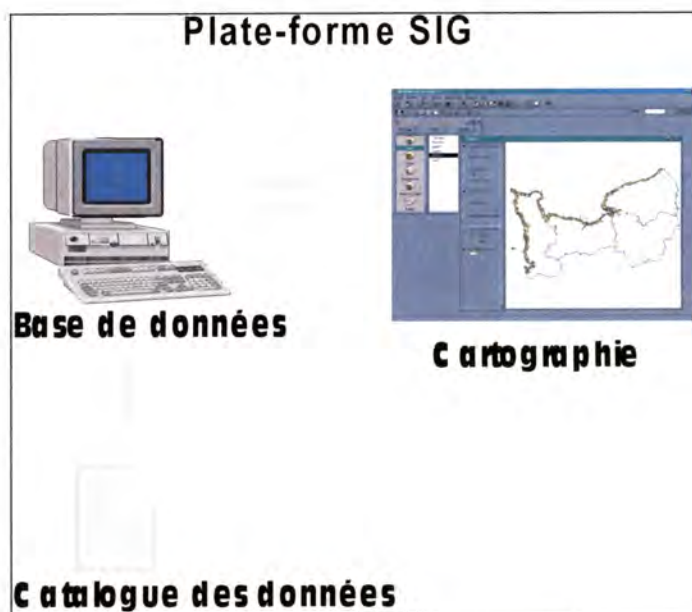 Plate-forme SIG
Base de données
Cartographie
Catalogue des données